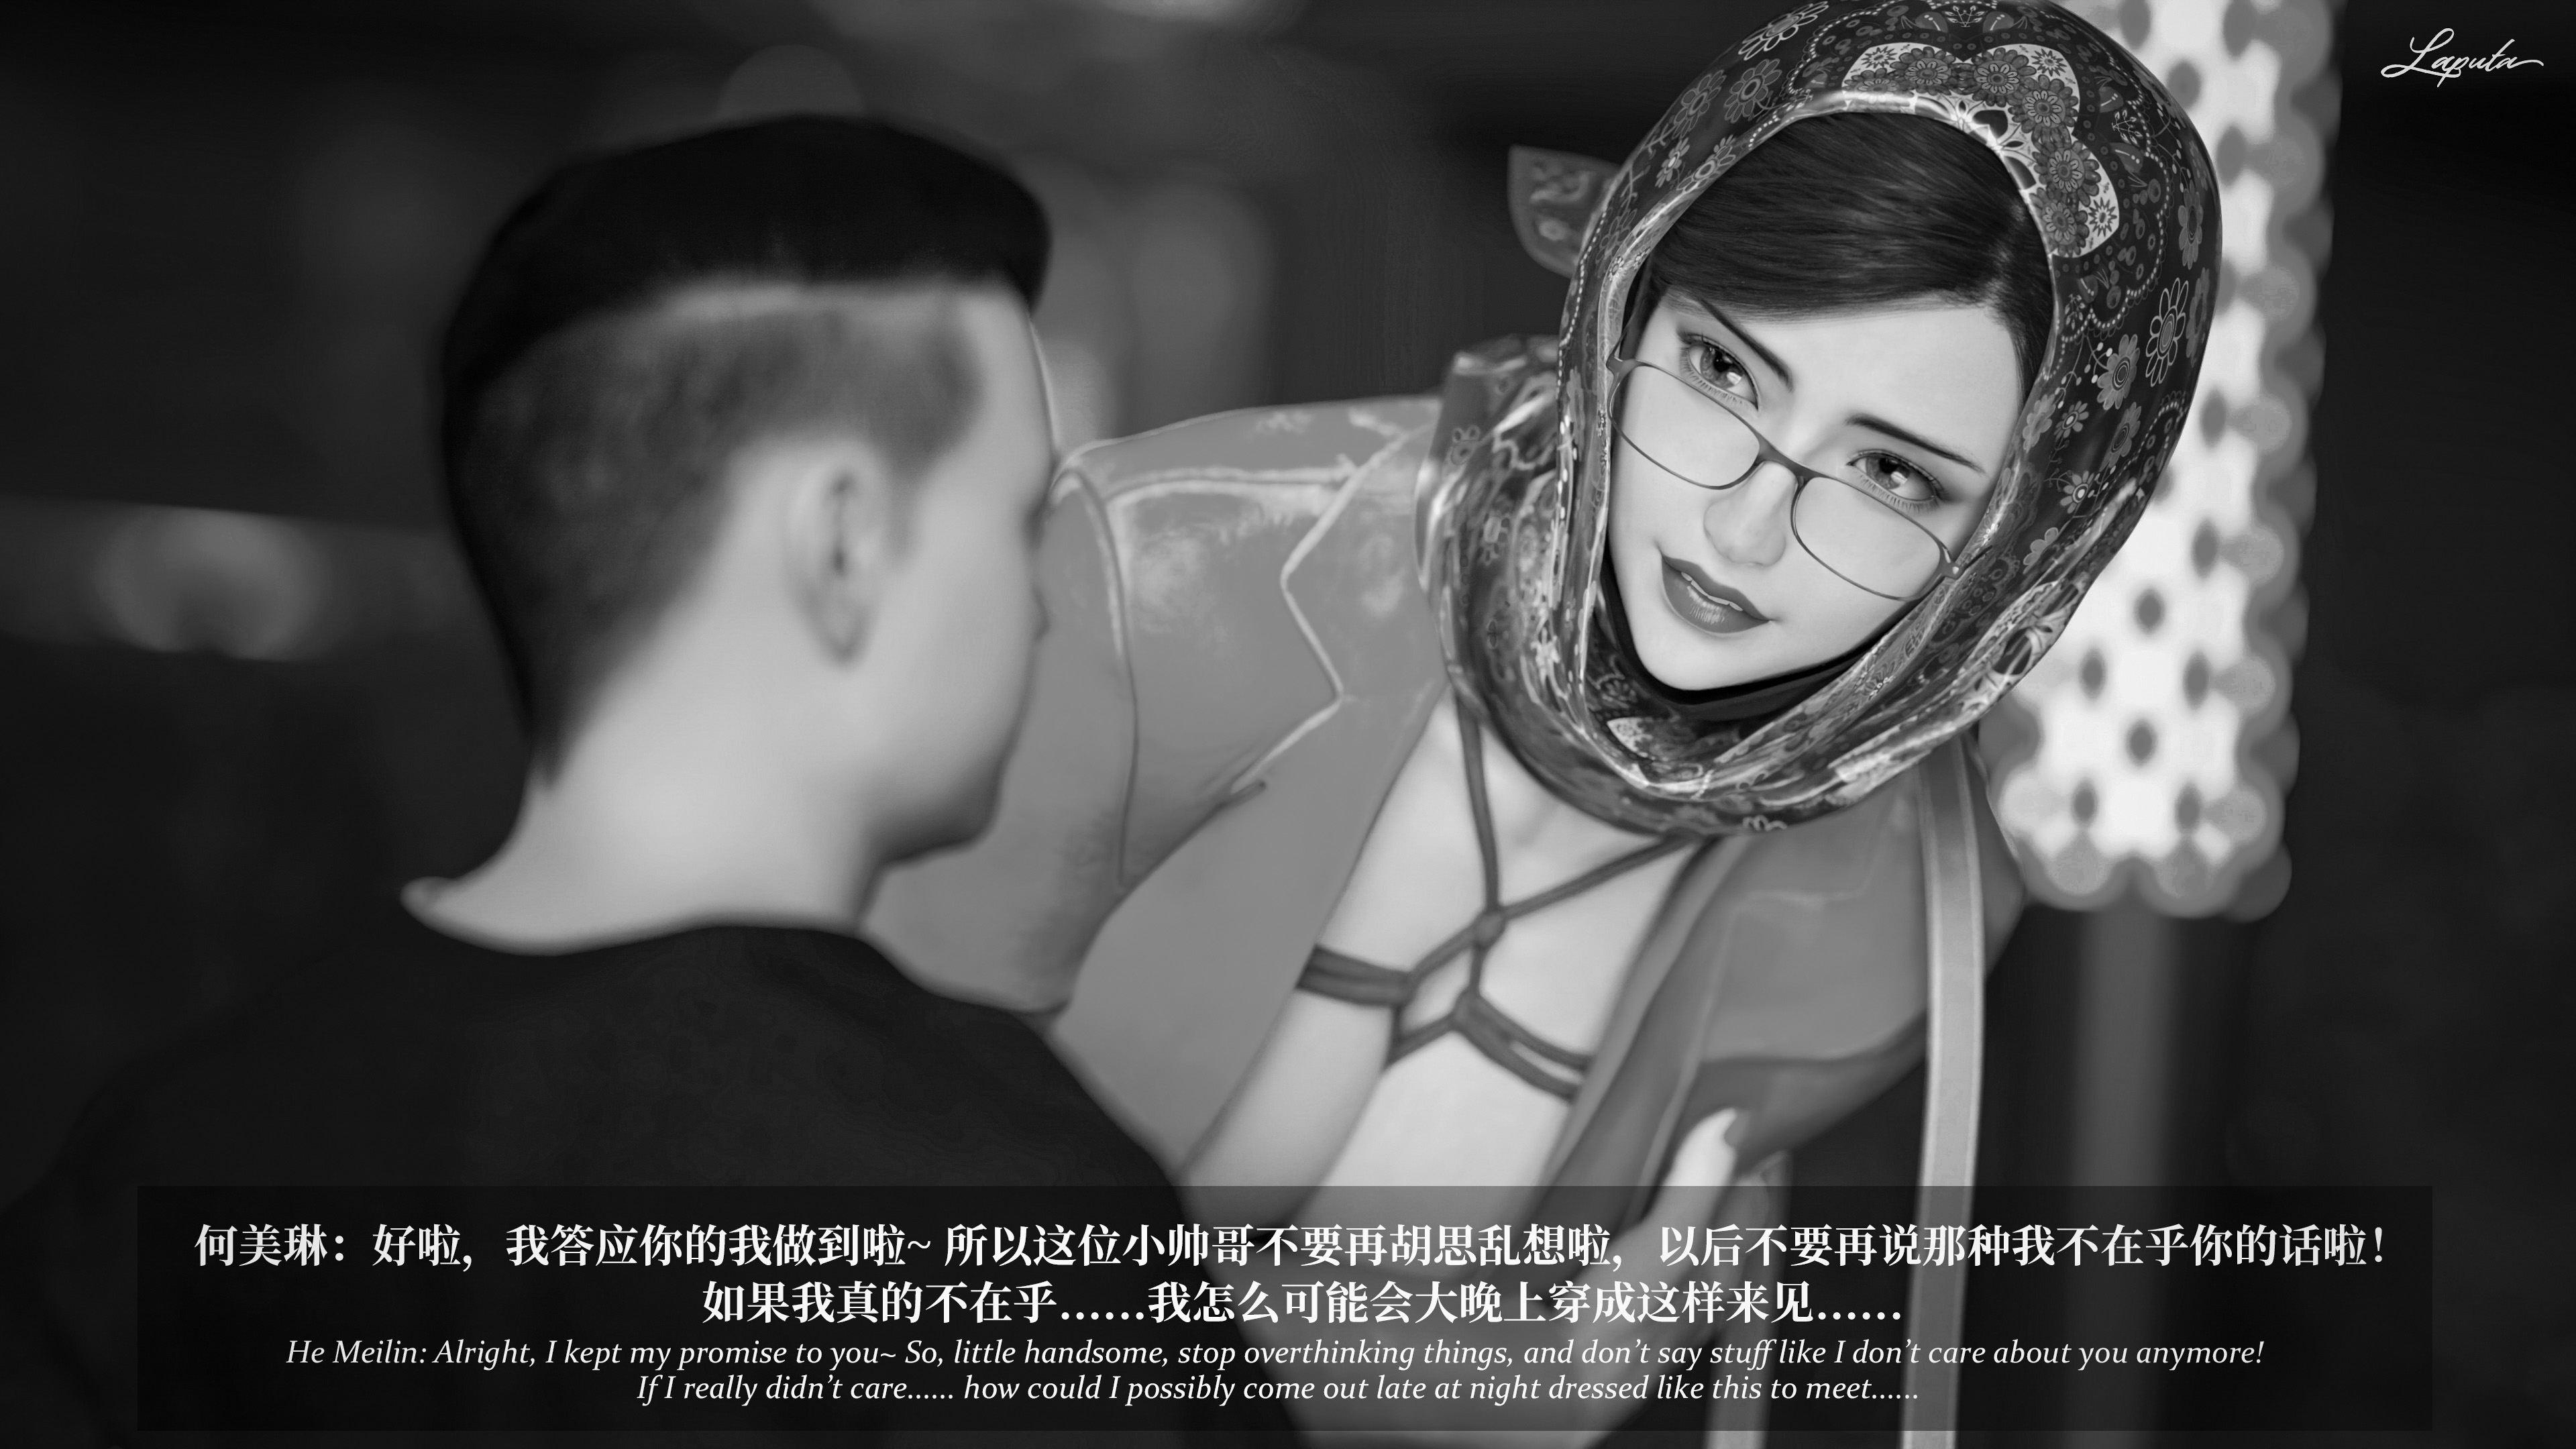 Laputa
何美琳：好啦，我答应你的我做到啦~ 所以这位小帅哥不要再胡思乱想啦，以后不要再说那种我不在乎你的话啦！
如果我真的不在乎……我怎么可能会大晚上穿成这样来见……
He Meilin: Alright, I kept my promise to you~ So, little handsome, stop overthinking things, and don’t say stuff like I don’t care about you anymore!
If I really didn’t care…… how could I possibly come out late at night dressed like this to meet……